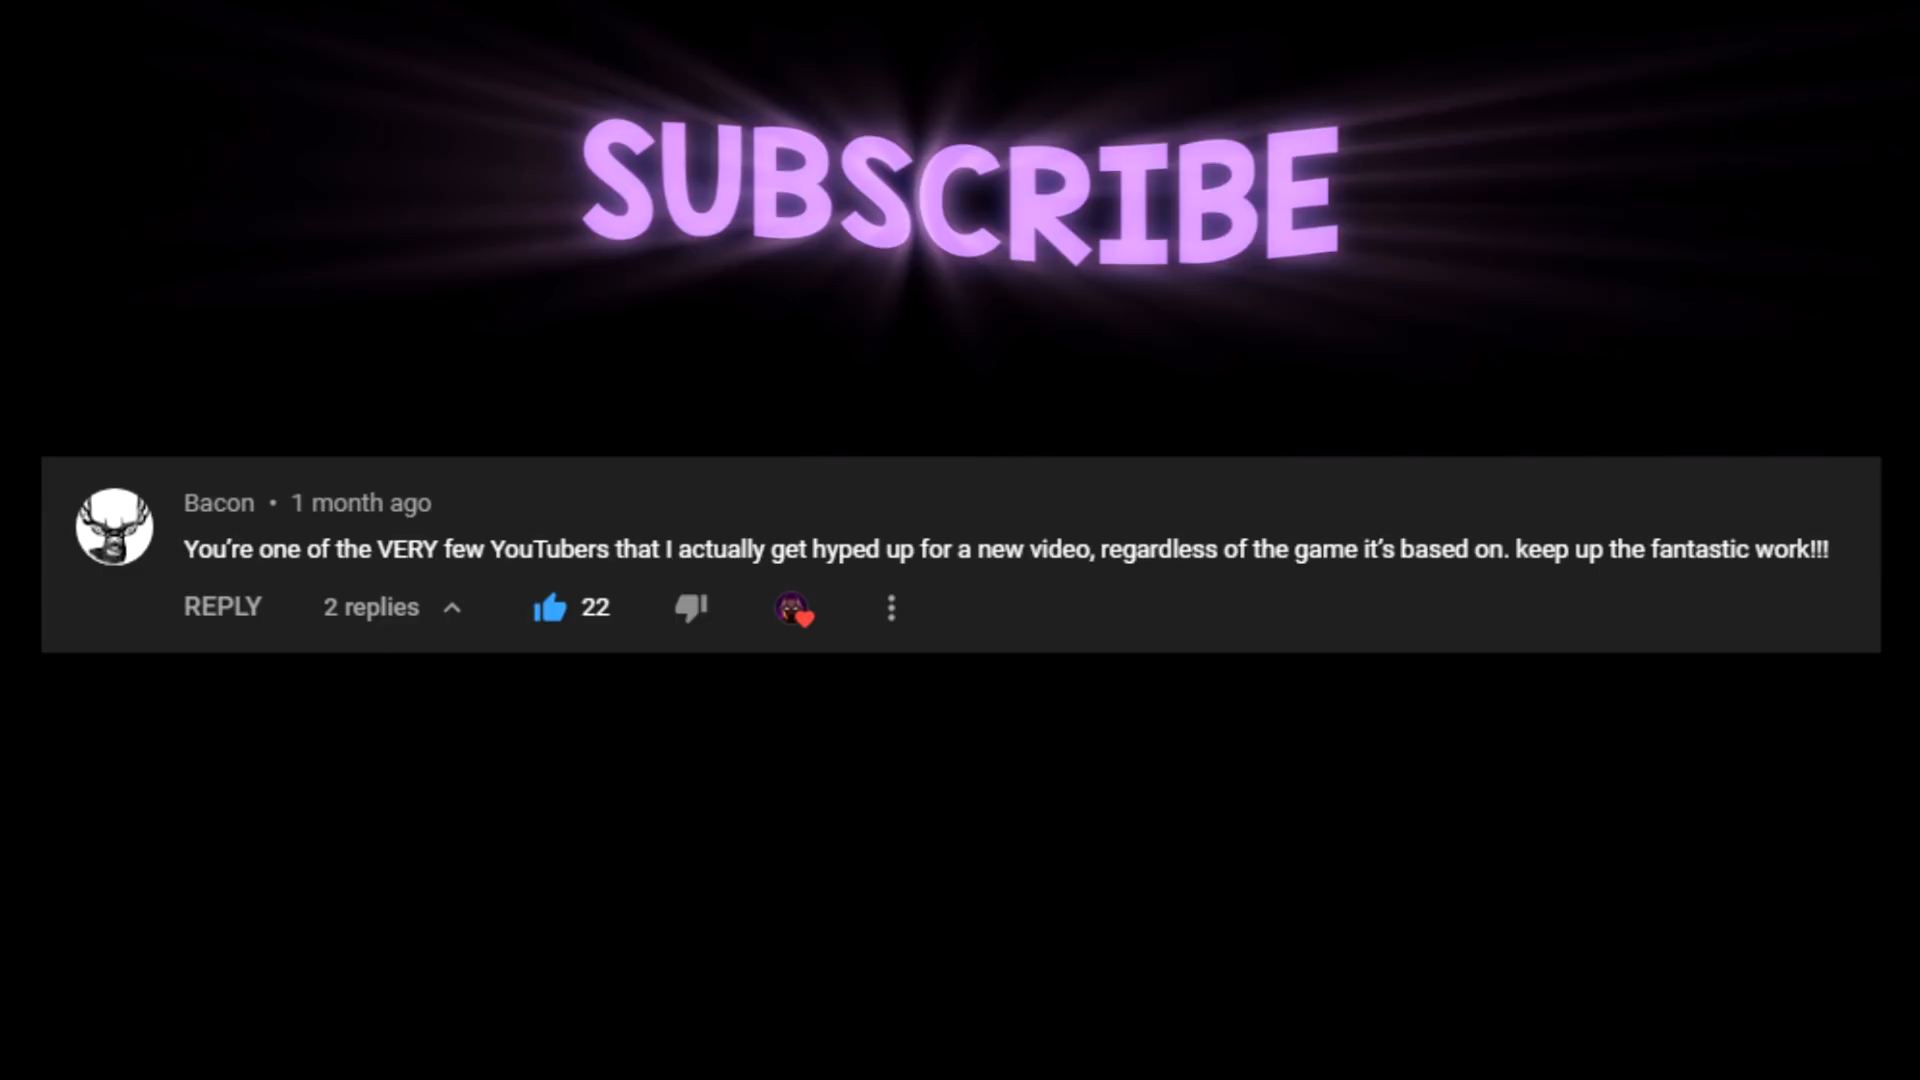 SUBSCRIBE
Bacon • 1 month ago
You’re one of the VERY few YouTubers that I actually get hyped up for a new video, regardless of the game it’s based on. keep up the fantastic work!!!
REPLY 2 replies 22